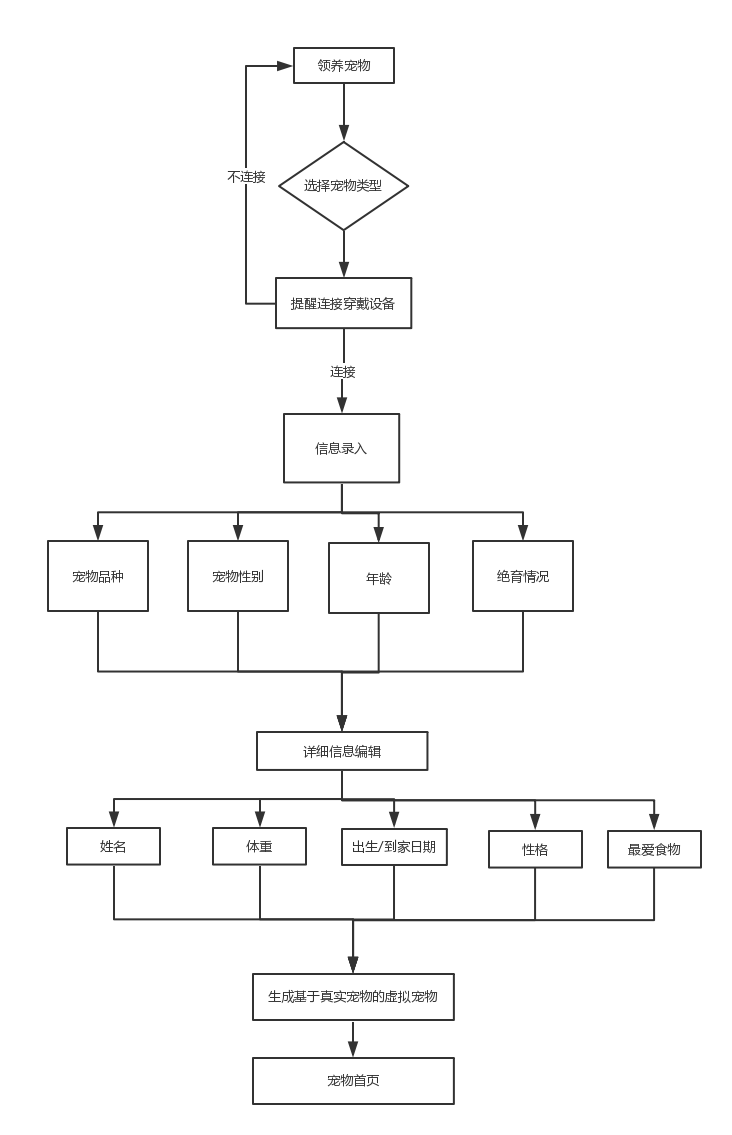 领养宠物
不连接
选择宠物类型
提醒连接穿戴设备
连接
信息录入
宠物品种
宠物性别
年龄
绝育情况
详细信息编辑
姓名
体重
出生/到家日期
性格
最爱食物
生成基于真实宠物的虚拟宠物
宠物首页